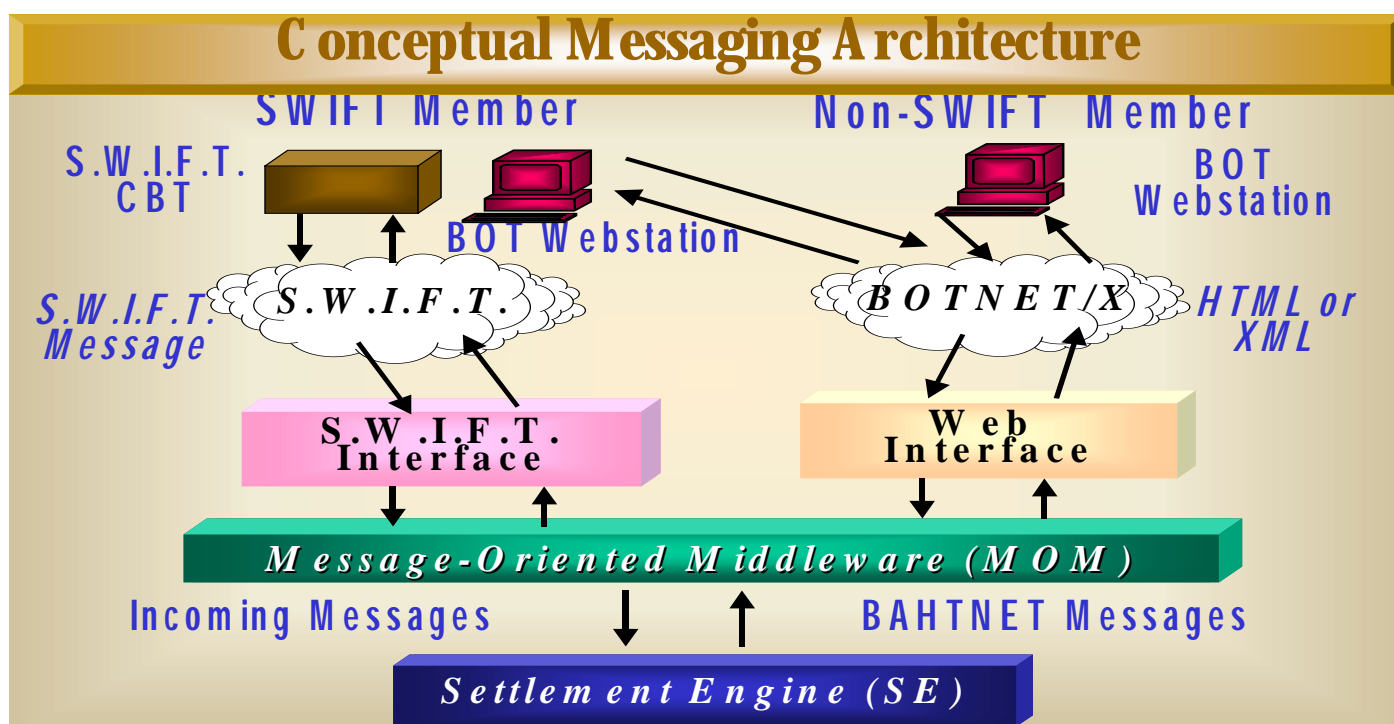 Conceptual Messaging Architecture
SWIFT Member
Non-SWIFT Member
S.W.I.F.T.
CBT
BOT Webstation
BOT
Webstation
S.W.I.F.T.
BOTNET/X
S.W.I.F.T.
Message
HTML or
XML
S.W.I.F.T.
Interface
Web
Interface
Message-Oriented Middleware (MOM)
Incoming Messages
BAHTNET Messages
Settlement Engine (SE)